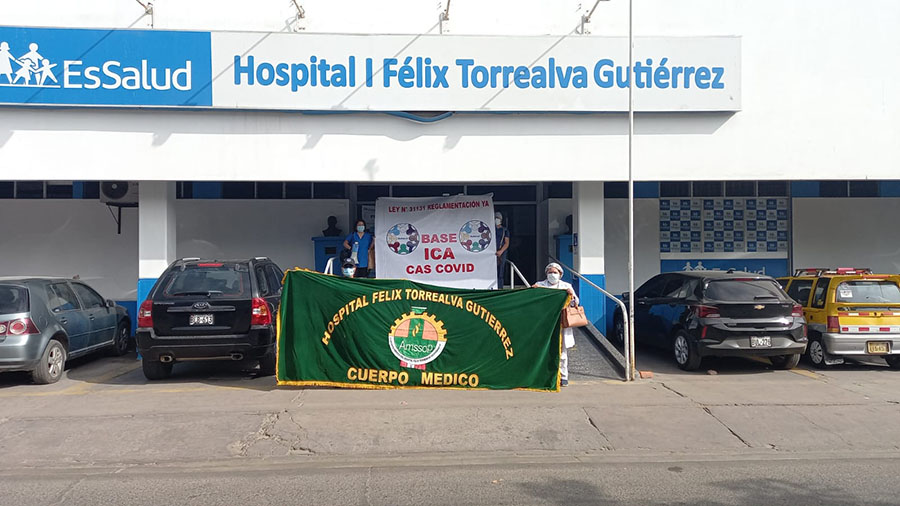 EsSalud
Hospital I Félix Torrealva Gutiérrez
LEY N° 31131 REGLAMENTACIÓN YA
BASE
ICA
CAS COVID
HOSPITAL FELIX TORREALVA GUTIERREZ
Amssop
CUERPO MEDICO